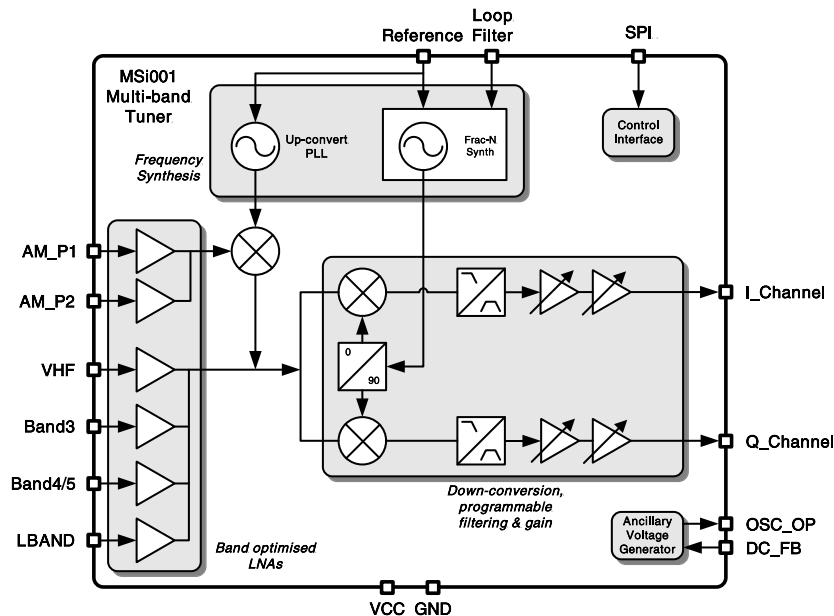 Reference
Loop
Filter
SPI
MSi001
Multi-band
Tuner
Up-convert
PLL
Frac-N
Synth
Control
Interface
Frequency
Synthesis
AM_P1
AM_P2
VHF
Band3
Band4/5
LBAND
0
90
I_Channel
Q_Channel
Down-conversion,
programmable
filtering & gain
Band optimised
LNAs
Ancillary
Voltage
Generator
OSC_OP
DC_FB
VCC GND